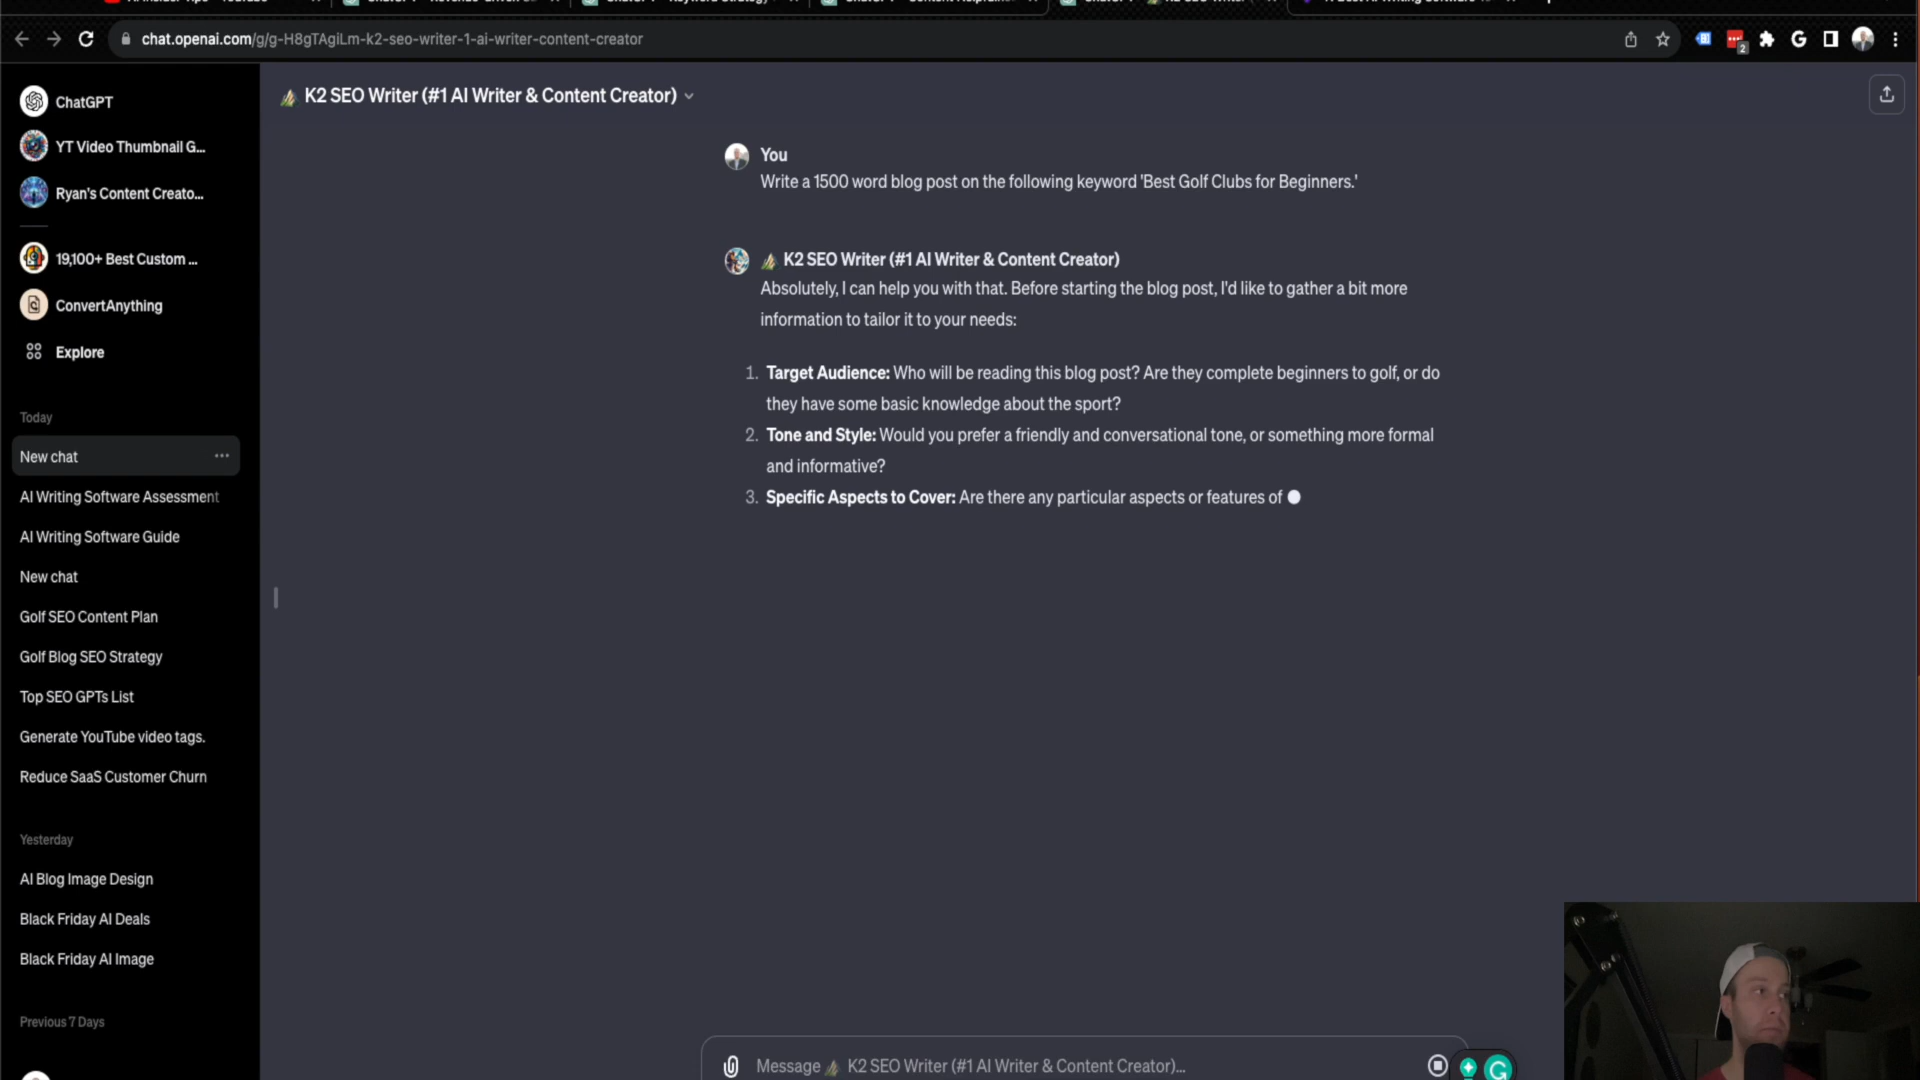 chat.openai.com/g/g-H8gTAgiLm-k2-seo-writer-1-ai-writer-content-creator
2
ChatGPT
YT Video Thumbnail G...
Ryan's Content Creato...
19,100+ Best Custom ...
ConvertAnything
Explore
Today
New chat
AI Writing Software Assessment
AI Writing Software Guide
New chat
Golf SEO Content Plan
Golf Blog SEO Strategy
Top SEO GPTs List
Generate YouTube video tags.
Reduce SaaS Customer Churn
Yesterday
AI Blog Image Design
Black Friday AI Deals
Black Friday AI Image
Previous 7 Days
K2 SEO Writer (#1 AI Writer & Content Creator)
You
Write a 1500 word blog post on the following keyword 'Best Golf Clubs for Beginners.'
K2 SEO Writer (#1 AI Writer & Content Creator)
Absolutely, I can help you with that. Before starting the blog post, I'd like to gather a bit more
information to tailor it to your needs:
1. Target Audience: Who will be reading this blog post? Are they complete beginners to golf, or do
they have some basic knowledge about the sport?
2. Tone and Style: Would you prefer a friendly and conversational tone, or something more formal
and informative?
3. Specific Aspects to Cover: Are there any particular aspects or features of
Message K2 SEO Writer (#1 AI Writer & Content Creator)...